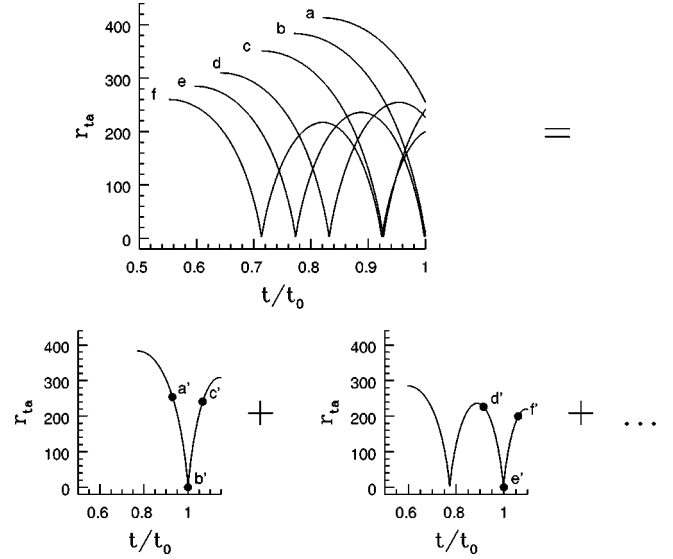 400
300
200
100
0
r_ta
a
b
c
d
e
f
0.5 0.6 0.7 0.8 0.9 1
t/t_0
=
400
300
200
100
0
r_ta
a'
c'
b'
0.6 0.8 1
t/t_0
+
400
300
200
100
0
r_ta
d'
f'
e'
0.6 0.8 1
t/t_0
+ ...